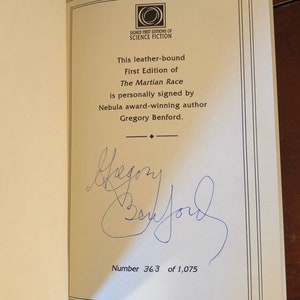 SIGNED FIRST EDITIONS OF
SCIENCE FICTION
This leather-bound
First Edition of
The Martian Race
is personally signed by
Nebula award-winning author
Gregory Benford.
Gregory
Benford
Number 363 of 1,075